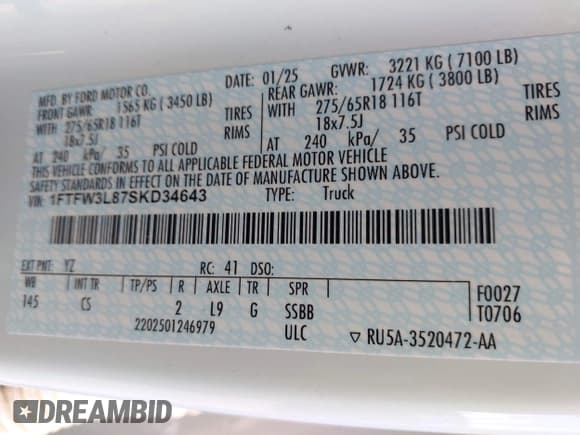 MFD. BY FORD MOTOR CO.
DATE: 01/25 GVWR: 3221 KG ( 7100 LB)
FRONT GAWR: 1565 KG ( 3450 LB)
REAR GAWR: 1724 KG ( 3800 LB)
WITH 275/65R18 116T TIRES
WITH 275/65R18 116T TIRES
18x7.5J RIMS
18x7.5J RIMS
AT 240 kPa/ 35 PSI COLD
AT 240 kPa/ 35 PSI COLD
THIS VEHICLE CONFORMS TO ALL APPLICABLE FEDERAL MOTOR VEHICLE
SAFETY STANDARDS IN EFFECT ON THE DATE OF MANUFACTURE SHOWN ABOVE.
VIN: 1FTFW3L87SKD34643 TYPE: Truck
EXT PNT: YZ RC: 41 DSO:
WB INT TR TP/PS R AXLE TR SPR
145 CS 2 L9 G SSBB
F0027
T0706
2202501246979 ULC
▽ RU5A-3520472-AA
DREAMBID